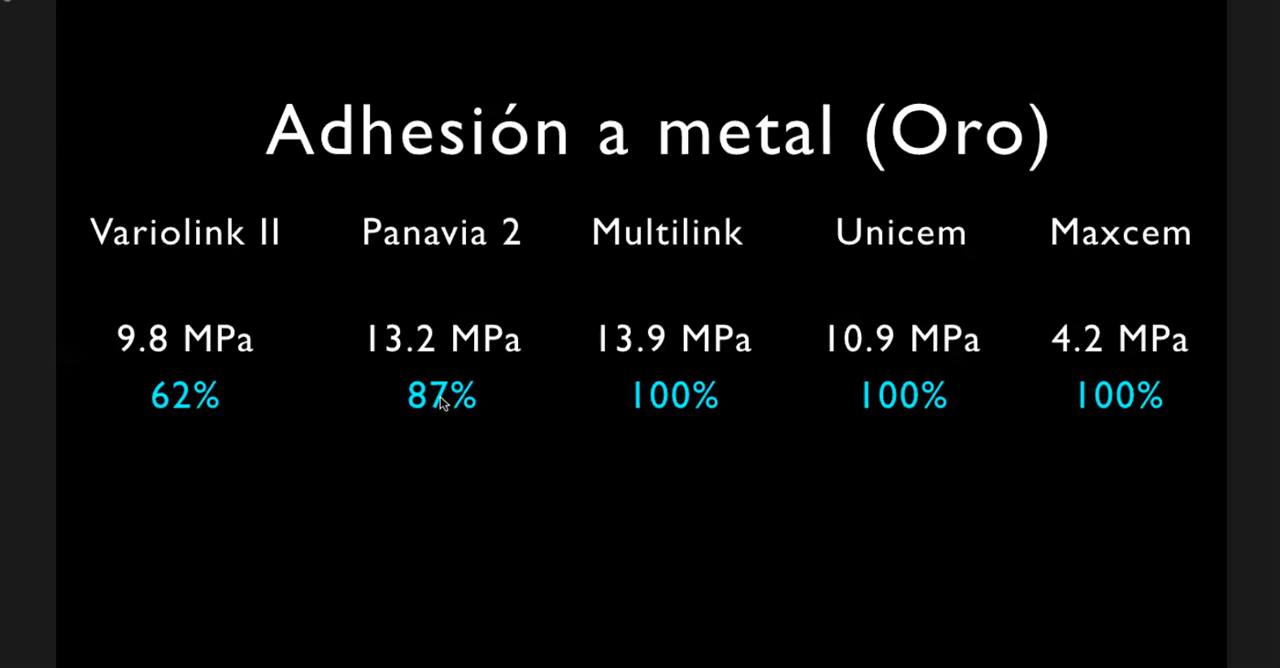 Adhesión a metal (Oro)
Variolink II Panavia 2 Multilink Unicem Maxcem
9.8 MPa 13.2 MPa 13.9 MPa 10.9 MPa 4.2 MPa
62% 87% 100% 100% 100%